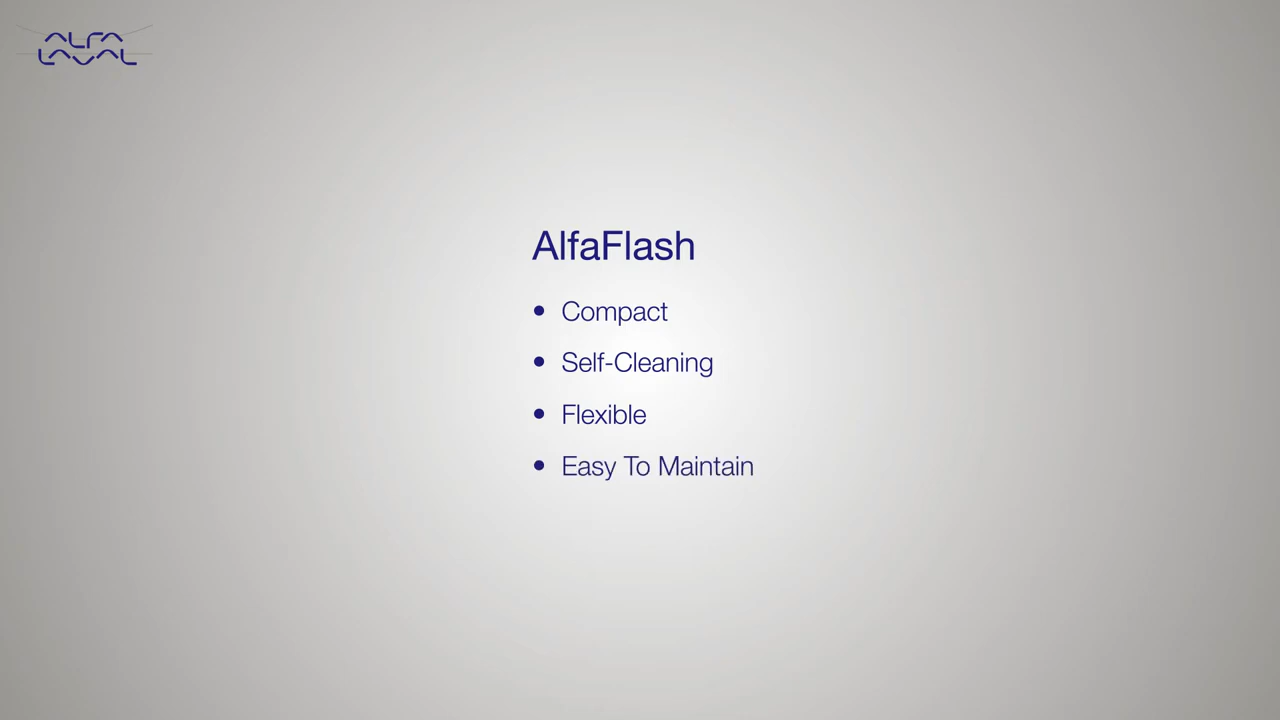 ALFA
LAVAL
AlfaFlash
• Compact
• Self-Cleaning
• Flexible
• Easy To Maintain